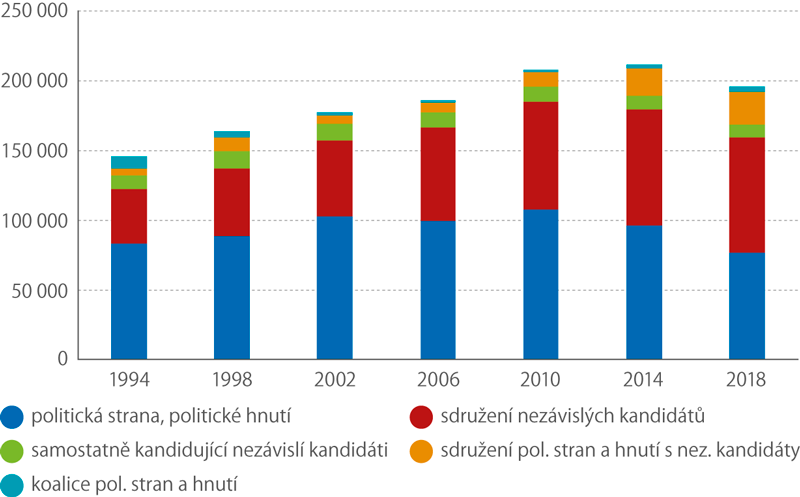 250 000
200 000
150 000
100 000
50 000
0
1994 1998 2002 2006 2010 2014 2018
politická strana, politické hnutí
sdružení nezávislých kandidátů
samostatně kandidující nezávislí kandidáti
sdružení pol. stran a hnutí s nez. kandidáty
koalice pol. stran a hnutí